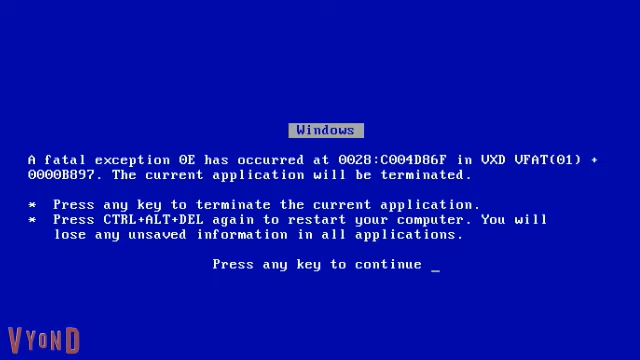 Windows
A fatal exception 0E has occurred at 0028:C004D86F in VXD VFAT(01) +
0000B897. The current application will be terminated.
* Press any key to terminate the current application.
* Press CTRL+ALT+DEL again to restart your computer. You will
lose any unsaved information in all applications.
Press any key to continue _
VYOND